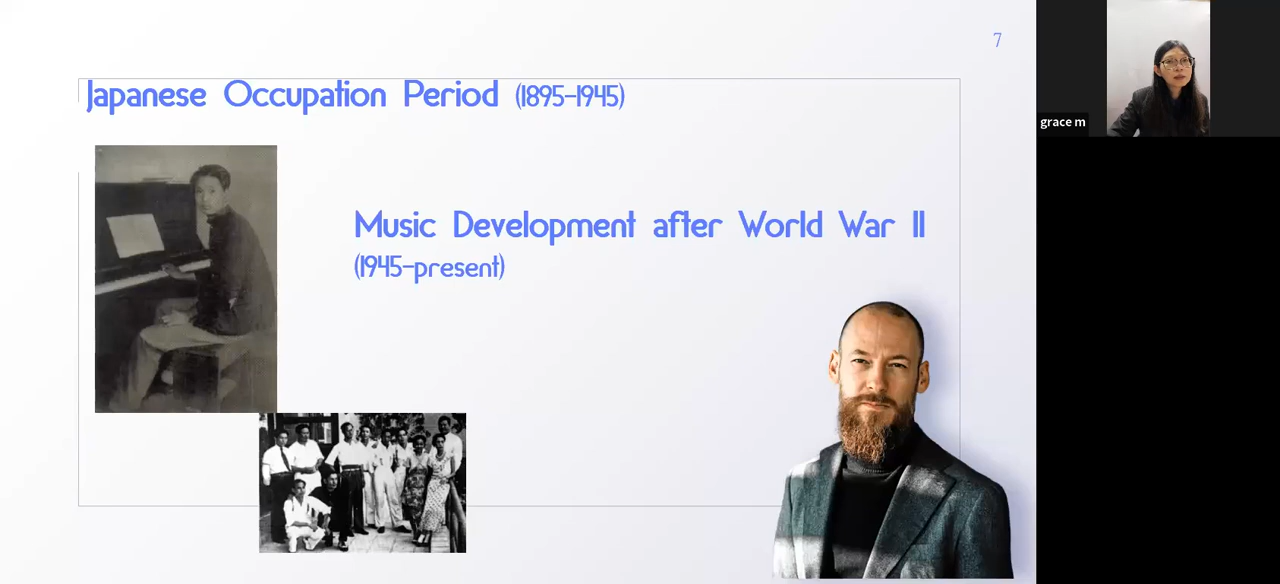 7
Japanese Occupation Period (1895-1945)
Music Development after World War II
(1945-present)
grace m